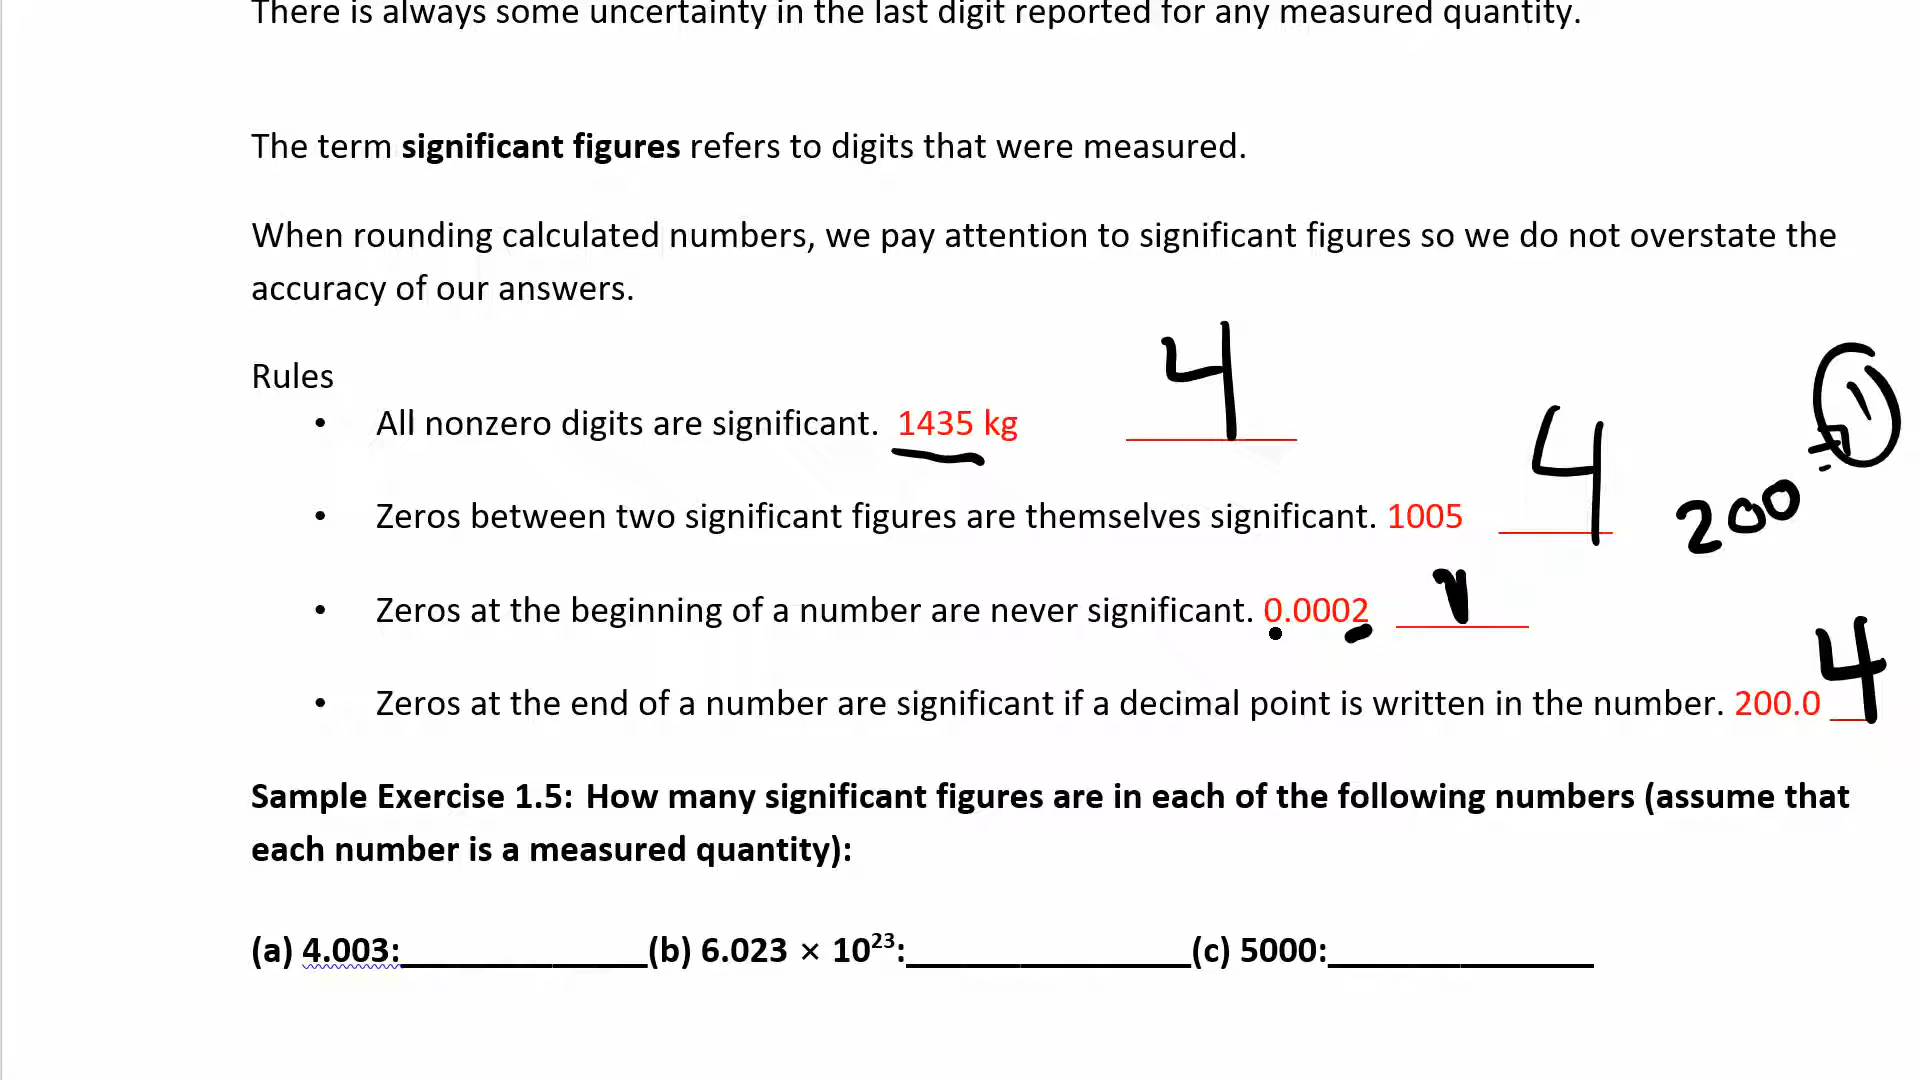 There is always some uncertainty in the last digit reported for any measured quantity.
The term significant figures refers to digits that were measured.
When rounding calculated numbers, we pay attention to significant figures so we do not overstate the
accuracy of our answers.
Rules
• All nonzero digits are significant. 1435 kg 4
• Zeros between two significant figures are themselves significant. 1005 4
200 → 1
• Zeros at the beginning of a number are never significant. 0.0002 1
• Zeros at the end of a number are significant if a decimal point is written in the number. 200.0 4
Sample Exercise 1.5: How many significant figures are in each of the following numbers (assume that
each number is a measured quantity):
(a) 4.003:______________(b) 6.023 × 10²³:________________(c) 5000:_______________